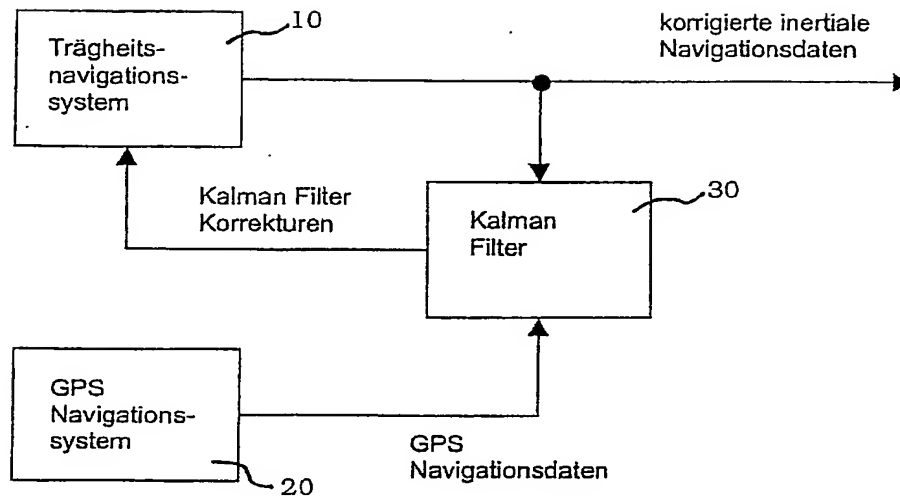 10
Trägheits-
navigations-
system
korrigierte inertiale
Navigationsdaten
Kalman Filter
Korrekturen
30
Kalman
Filter
GPS
Navigations-
system
20
GPS
Navigationsdaten